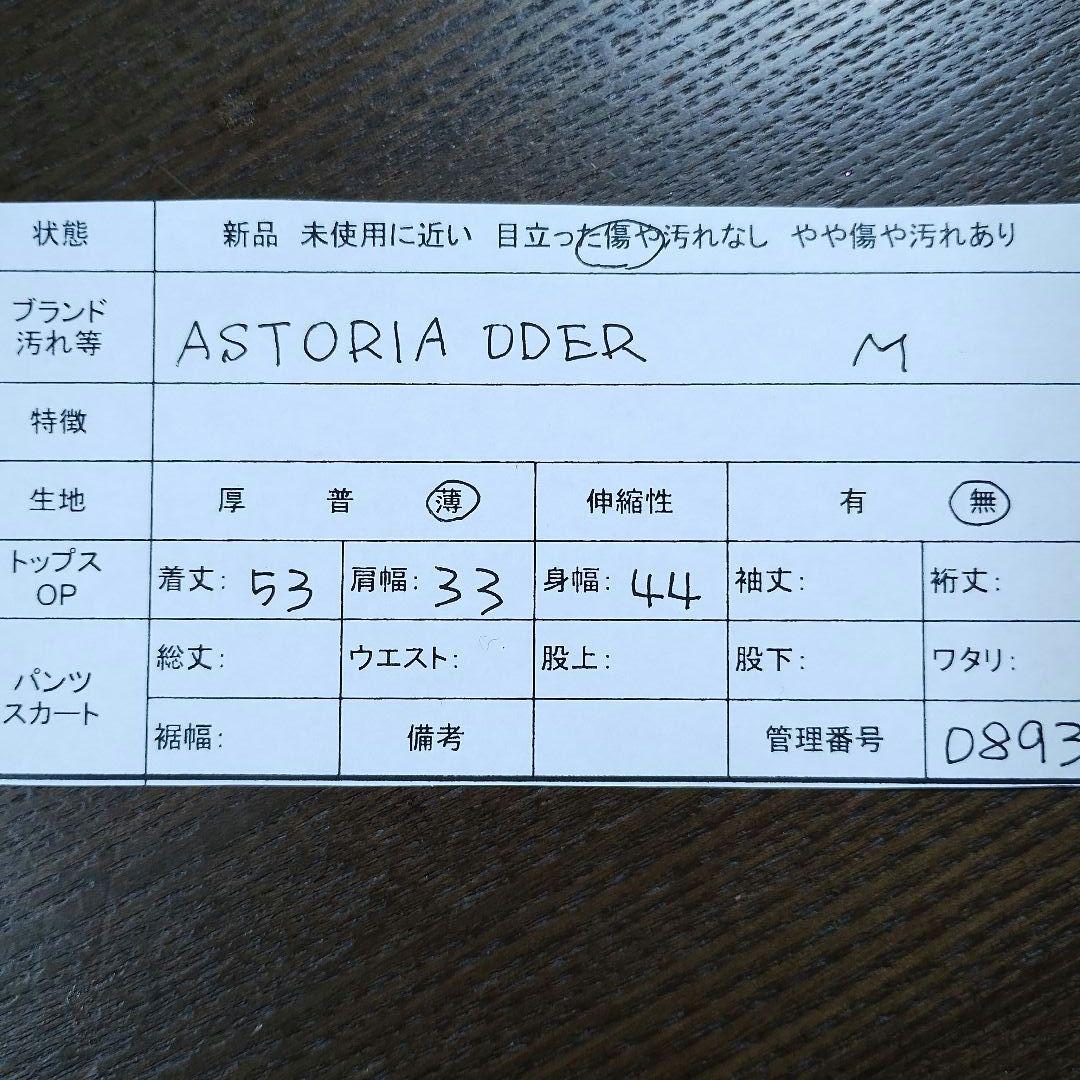 状態 新品 未使用に近い 目立った傷や汚れなし やや傷や汚れあり
ブランド
汚れ等 ASTORIA ODER M
特徴
生地 厚 普 薄 伸縮性 有 無
トップス
OP 着丈: 53 肩幅: 33 身幅: 44 袖丈: 裄丈:
パンツ
スカート 総丈: ウエスト: 股上: 股下: ワタリ:
裾幅: 備考 管理番号 0893